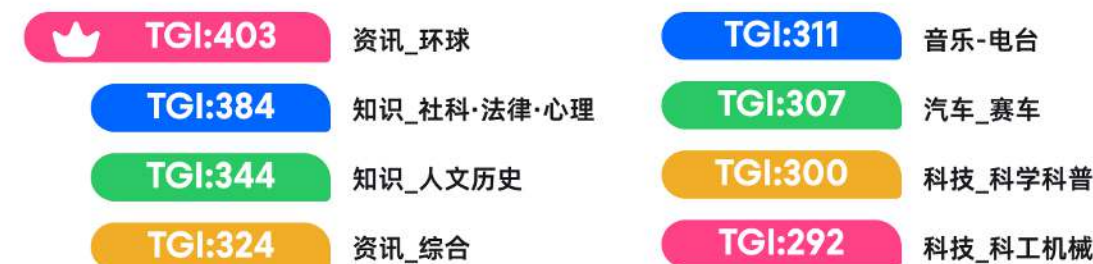 TGI:403 资讯_环球
TGI:384 知识_社科·法律·心理
TGI:344 知识_人文历史
TGI:324 资讯_综合
TGI:311 音乐-电台
TGI:307 汽车_赛车
TGI:300 科技_科学科普
TGI:292 科技_科工机械